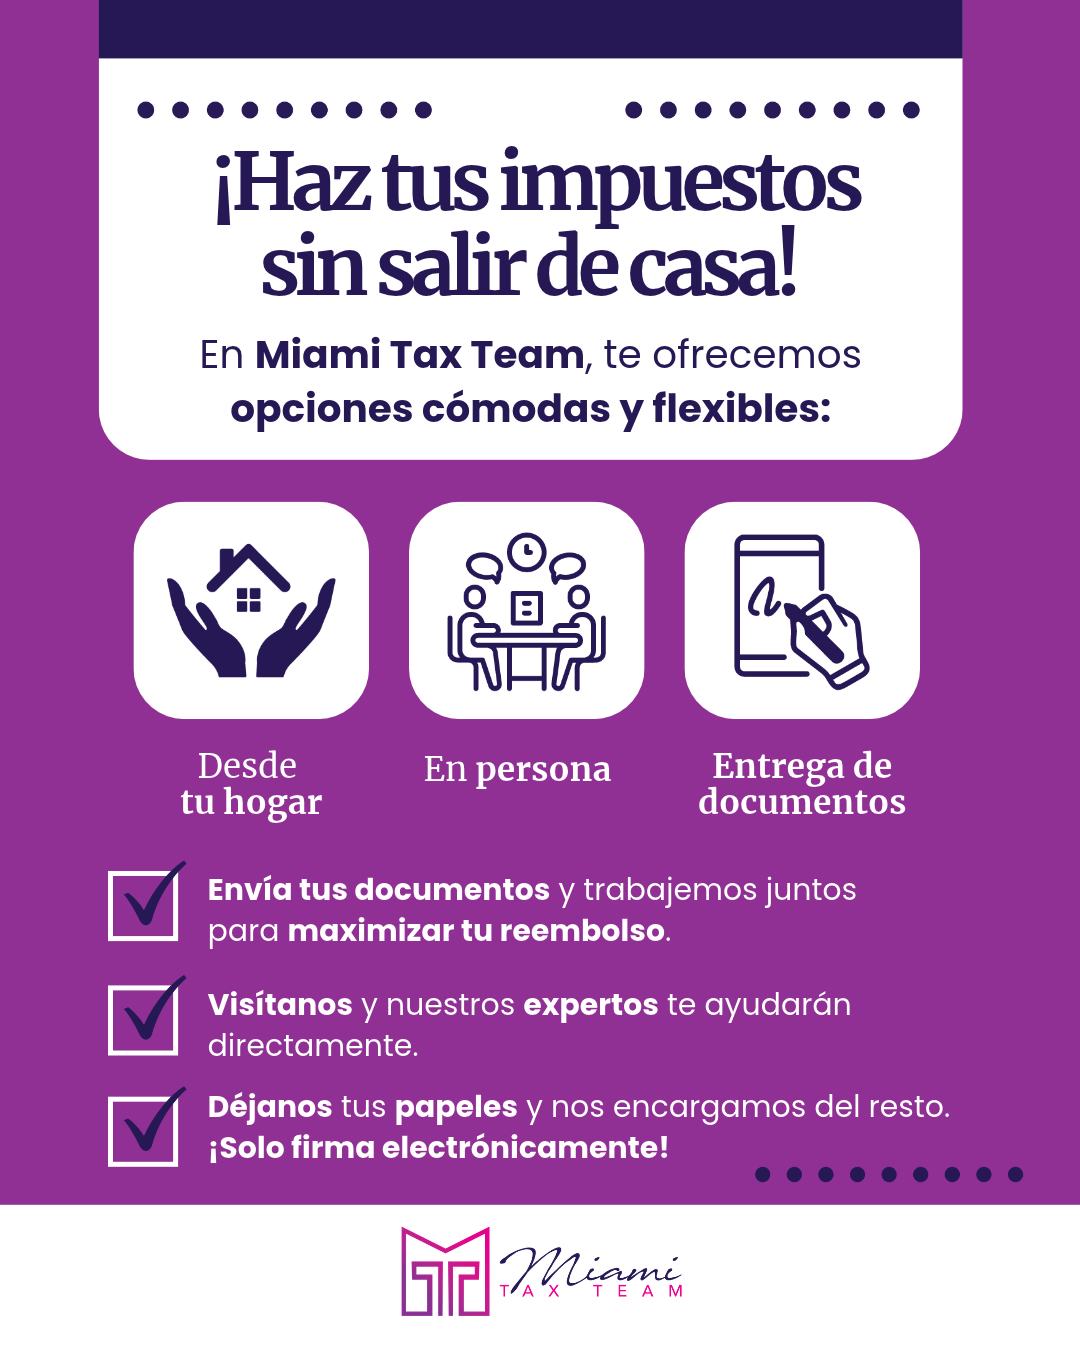 ¡Haz tus impuestos
sin salir de casa!
En Miami Tax Team, te ofrecemos
opciones cómodas y flexibles:
Desde
tu hogar
En persona
Entrega de
documentos
Envía tus documentos y trabajemos juntos
para maximizar tu reembolso.
Visítanos y nuestros expertos te ayudarán
directamente.
Déjanos tus papeles y nos encargamos del resto.
¡Solo firma electrónicamente!
Miami
TAX TEAM